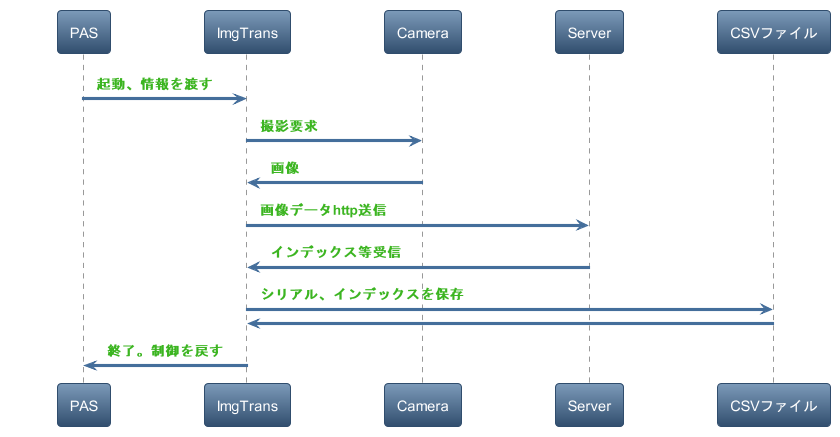 PAS
ImgTrans
Camera
Server
CSVファイル
起動、情報を渡す
撮影要求
画像
画像データhttp送信
インデックス等受信
シリアル、インデックスを保存
終了。制御を戻す
PAS
ImgTrans
Camera
Server
CSVファイル